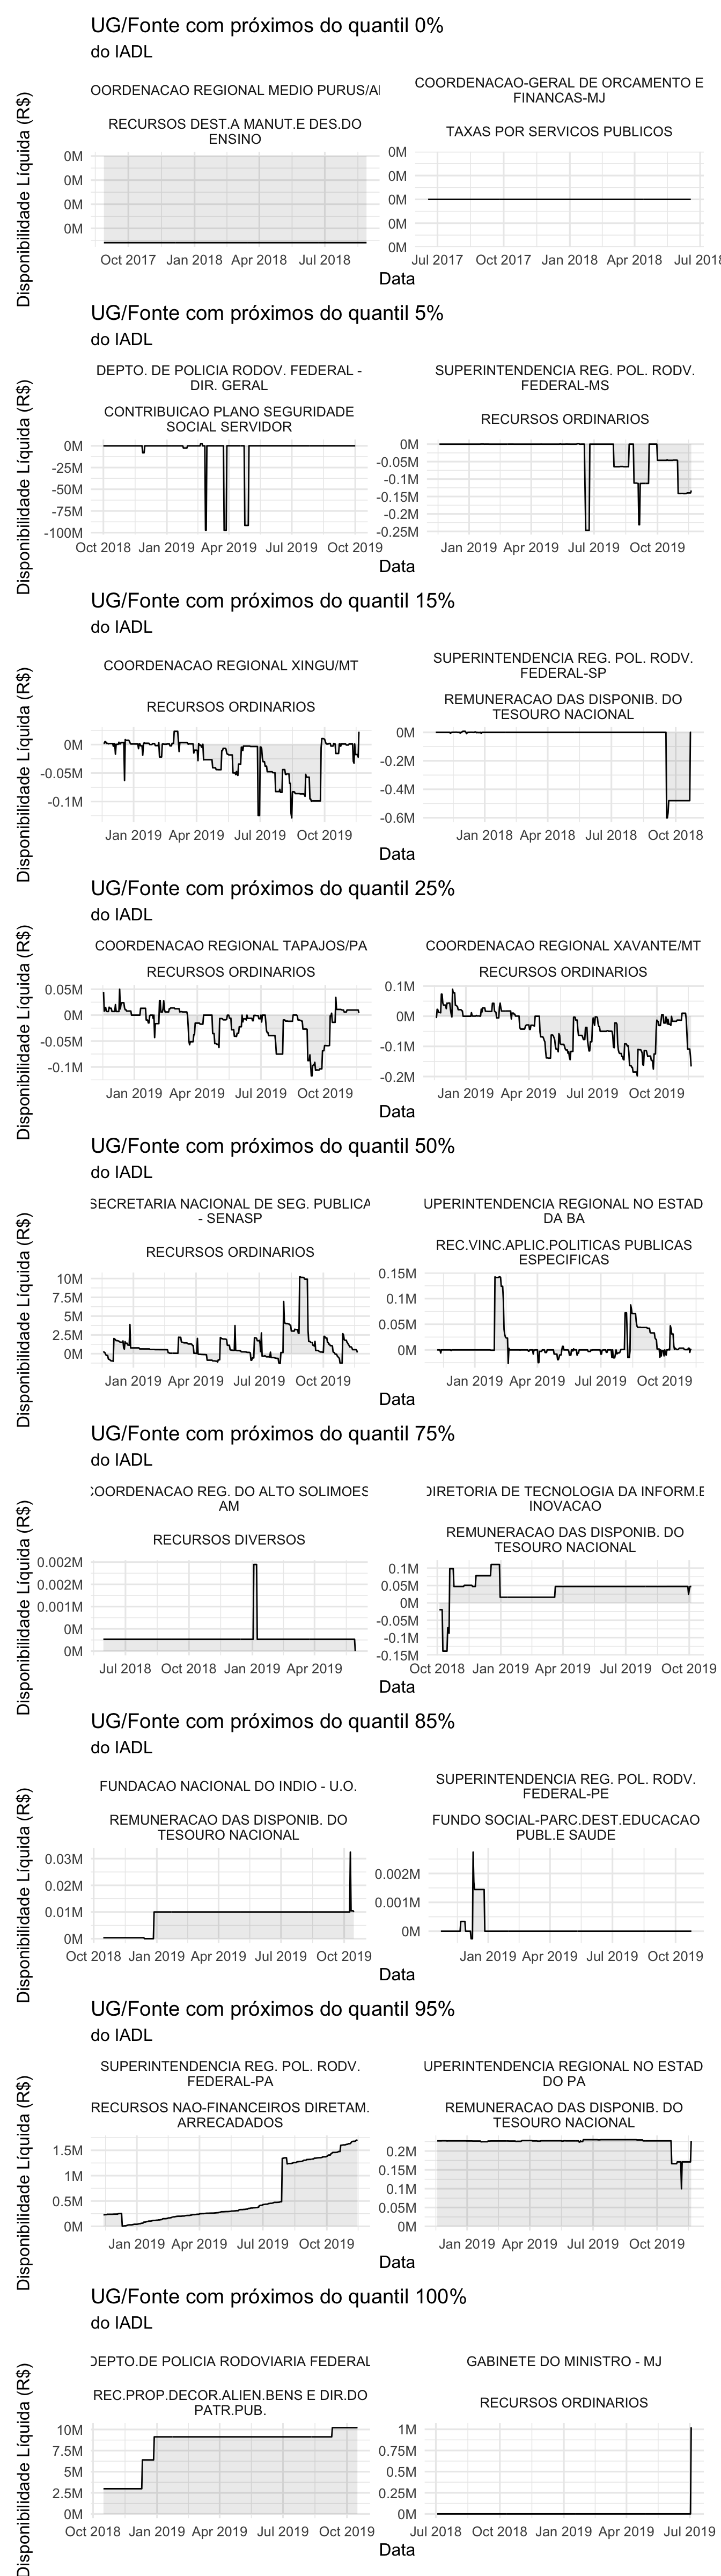 UG/Fonte com próximos do quantil 0%
do IADL
OORDENACAO REGIONAL MEDIO PURUS/A
COORDENACAO-GERAL DE ORCAMENTO E
FINANCAS-MJ
RECURSOS DEST.A MANUT.E DES.DO
ENSINO
TAXAS POR SERVICOS PUBLICOS
Disponibilidade Líquida (R$)
0M
0M
0M
0M
0M
0M
0M
0M
0M
Oct 2017 Jan 2018 Apr 2018 Jul 2018
Jul 2017 Oct 2017 Jan 2018 Apr 2018 Jul 201
Data
UG/Fonte com próximos do quantil 5%
do IADL
DEPTO. DE POLICIA RODOV. FEDERAL -
DIR. GERAL
SUPERINTENDENCIA REG. POL. RODV.
FEDERAL-MS
CONTRIBUICAO PLANO SEGURIDADE
SOCIAL SERVIDOR
RECURSOS ORDINARIOS
Disponibilidade Líquida (R$)
0M
-25M
-50M
-75M
-100M
0M
-0.05M
-0.1M
-0.15M
-0.2M
-0.25M
Oct 2018 Jan 2019 Apr 2019 Jul 2019 Oct 2019
Jan 2019 Apr 2019 Jul 2019 Oct 2019
Data
UG/Fonte com próximos do quantil 15%
do IADL
COORDENACAO REGIONAL XINGU/MT
SUPERINTENDENCIA REG. POL. RODV.
FEDERAL-SP
RECURSOS ORDINARIOS
REMUNERACAO DAS DISPONIB. DO
TESOURO NACIONAL
Disponibilidade Líquida (R$)
0M
-0.05M
-0.1M
0M
-0.2M
-0.4M
-0.6M
Jan 2019 Apr 2019 Jul 2019 Oct 2019
Jan 2018 Apr 2018 Jul 2018 Oct 2018
Data
UG/Fonte com próximos do quantil 25%
do IADL
COORDENACAO REGIONAL TAPAJOS/PA
COORDENACAO REGIONAL XAVANTE/MT
RECURSOS ORDINARIOS
RECURSOS ORDINARIOS
Disponibilidade Líquida (R$)
0.05M
0M
-0.05M
-0.1M
0.1M
0M
-0.1M
-0.2M
Jan 2019 Apr 2019 Jul 2019 Oct 2019
Jan 2019 Apr 2019 Jul 2019 Oct 2019
Data
UG/Fonte com próximos do quantil 50%
do IADL
SECRETARIA NACIONAL DE SEG. PUBLICA
- SENASP
UPERINTENDENCIA REGIONAL NO ESTAD
DA BA
RECURSOS ORDINARIOS
REC.VINC.APLIC.POLITICAS PUBLICAS
ESPECIFICAS
Disponibilidade Líquida (R$)
10M
7.5M
5M
2.5M
0M
0.15M
0.1M
0.05M
0M
Jan 2019 Apr 2019 Jul 2019 Oct 2019
Jan 2019 Apr 2019 Jul 2019 Oct 2019
Data
UG/Fonte com próximos do quantil 75%
do IADL
COORDENACAO REG. DO ALTO SOLIMOES
AM
DIRETORIA DE TECNOLOGIA DA INFORM.E
INOVACAO
RECURSOS DIVERSOS
REMUNERACAO DAS DISPONIB. DO
TESOURO NACIONAL
Disponibilidade Líquida (R$)
0.002M
0.002M
0.001M
0M
0M
0.1M
0.05M
0M
-0.05M
-0.1M
-0.15M
Jul 2018 Oct 2018 Jan 2019 Apr 2019
Oct 2018 Jan 2019 Apr 2019 Jul 2019 Oct 2019
Data
UG/Fonte com próximos do quantil 85%
do IADL
FUNDACAO NACIONAL DO INDIO - U.O.
SUPERINTENDENCIA REG. POL. RODV.
FEDERAL-PE
REMUNERACAO DAS DISPONIB. DO
TESOURO NACIONAL
FUNDO SOCIAL-PARC.DEST.EDUCACAO
PUBL.E SAUDE
Disponibilidade Líquida (R$)
0.03M
0.02M
0.01M
0M
0.002M
0.001M
0M
Oct 2018 Jan 2019 Apr 2019 Jul 2019 Oct 2019
Jan 2019 Apr 2019 Jul 2019 Oct 2019
Data
UG/Fonte com próximos do quantil 95%
do IADL
SUPERINTENDENCIA REG. POL. RODV.
FEDERAL-PA
UPERINTENDENCIA REGIONAL NO ESTAD
DO PA
RECURSOS NAO-FINANCEIROS DIRETAM.
ARRECADADOS
REMUNERACAO DAS DISPONIB. DO
TESOURO NACIONAL
Disponibilidade Líquida (R$)
1.5M
1M
0.5M
0M
0.2M
0.15M
0.1M
0.05M
0M
Jan 2019 Apr 2019 Jul 2019 Oct 2019
Jan 2019 Apr 2019 Jul 2019 Oct 2019
Data
UG/Fonte com próximos do quantil 100%
do IADL
DEPTO.DE POLICIA RODOVIARIA FEDERAL
GABINETE DO MINISTRO - MJ
REC.PROP.DECOR.ALIEN.BENS E DIR.DO
PATR.PUB.
RECURSOS ORDINARIOS
Disponibilidade Líquida (R$)
10M
7.5M
5M
2.5M
0M
1M
0.75M
0.5M
0.25M
0M
Oct 2018 Jan 2019 Apr 2019 Jul 2019 Oct 2019
Jul 2018 Oct 2018 Jan 2019 Apr 2019 Jul 2019
Data